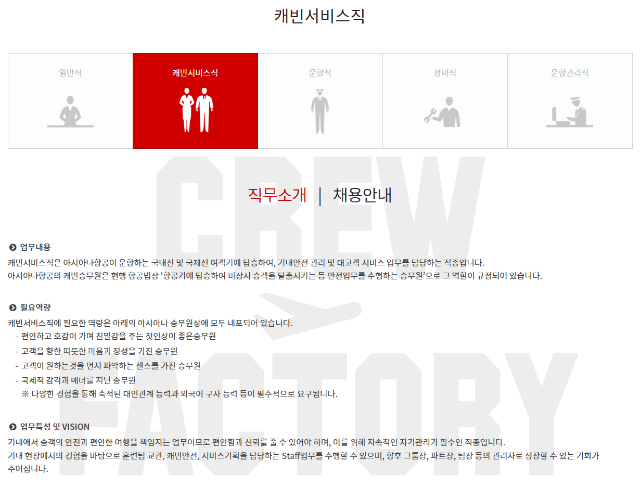 캐빈서비스직
일반직
캐빈서비스직
운항직
정비직
운항관리직
CREW
직무소개 | 채용안내
업무내용
캐빈서비스직은 아시아나항공이 운항하는 국내선 및 국제선 여객기에 탑승하여, 기내안전 관리 및 대고객 서비스 업무를 담당하는 직종입니다.
아시아나항공의 캐빈승무원은 현행 항공법상 '항공기에 탑승하여 비상시 승객을 탈출시키는 등 안전업무를 수행하는 승무원'으로 그 역할이 규정되어 있습니다.
필요역량
캐빈서비스직에 필요한 역량은 아래의 아시아나 승무원상에 모두 내포되어 있습니다.
- 편안하고 호감이 가며 친밀감을 주는 첫인상이 좋은승무원
- 고객을 향한 따뜻한 마음과 정성을 가진 승무원
- 고객이 원하는것을 먼저 파악하는 센스를 가진 승무원
- 국제적 감각과 매너를 지닌 승무원
※ 다양한 경험을 통해 축적된 대인관계 능력과 외국어 구사 능력 등이 필수적으로 요구됩니다.
FACTORY
업무특성 및 VISION
기내에서 승객의 안전과 편안한 여행을 책임지는 업무이므로 편안함과 신뢰를 줄 수 있어야 하며, 이를 위해 지속적인 자기관리가 필수인 직종입니다.
기내 현장에서의 경험을 바탕으로 훈련팀 교관, 캐빈안전, 서비스기획을 담당하는 Staff업무를 수행할 수 있으며, 향후 그룹장, 파트장, 팀장 등의 관리자로 성장할 수 있는 기회가
주어집니다.